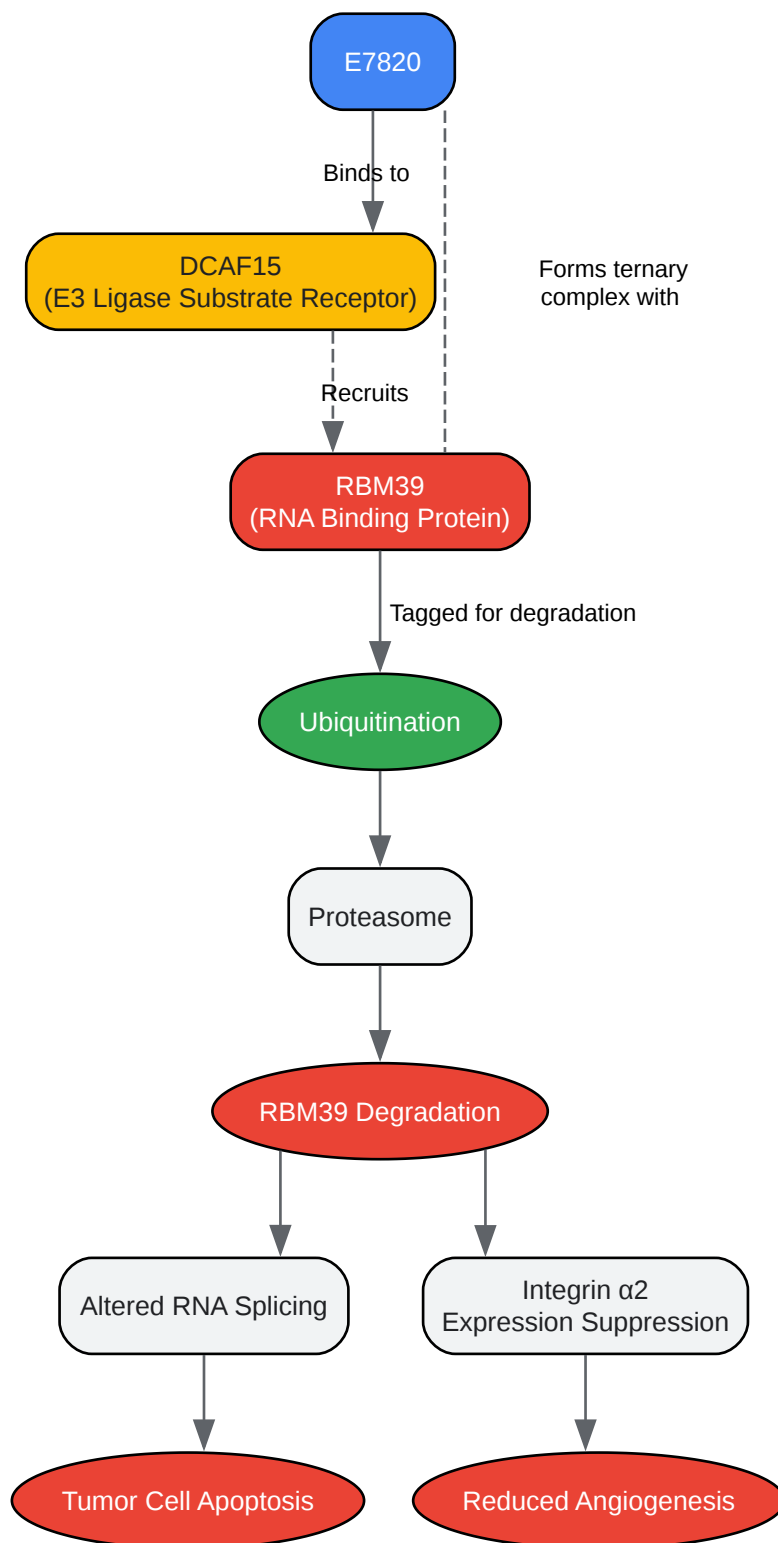 E7820
Binds to
DCAF15
(E3 Ligase Substrate Receptor)
Forms ternary
complex with
Recruits
RBM39
(RNA Binding Protein)
Tagged for degradation
Ubiquitination
Proteasome
RBM39 Degradation
Altered RNA Splicing
Integrin α2
Expression Suppression
Tumor Cell Apoptosis
Reduced Angiogenesis